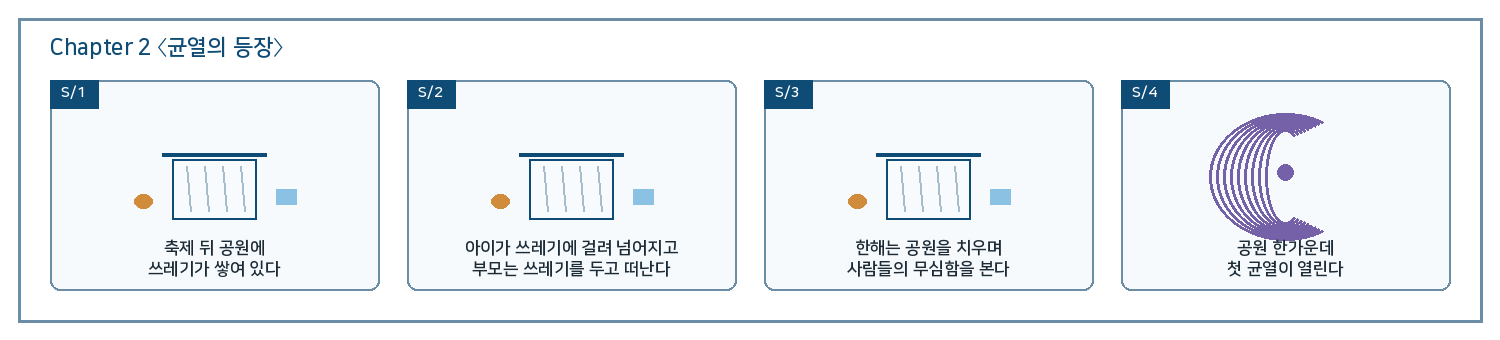 Chapter 2 〈균열의 등장〉
S/1
축제 뒤 공원에
쓰레기가 쌓여 있다
S/2
아이가 쓰레기에 걸려 넘어지고
부모는 쓰레기를 두고 떠난다
S/3
한해는 공원을 치우며
사람들의 무심함을 본다
S/4
공원 한가운데
첫 균열이 열린다